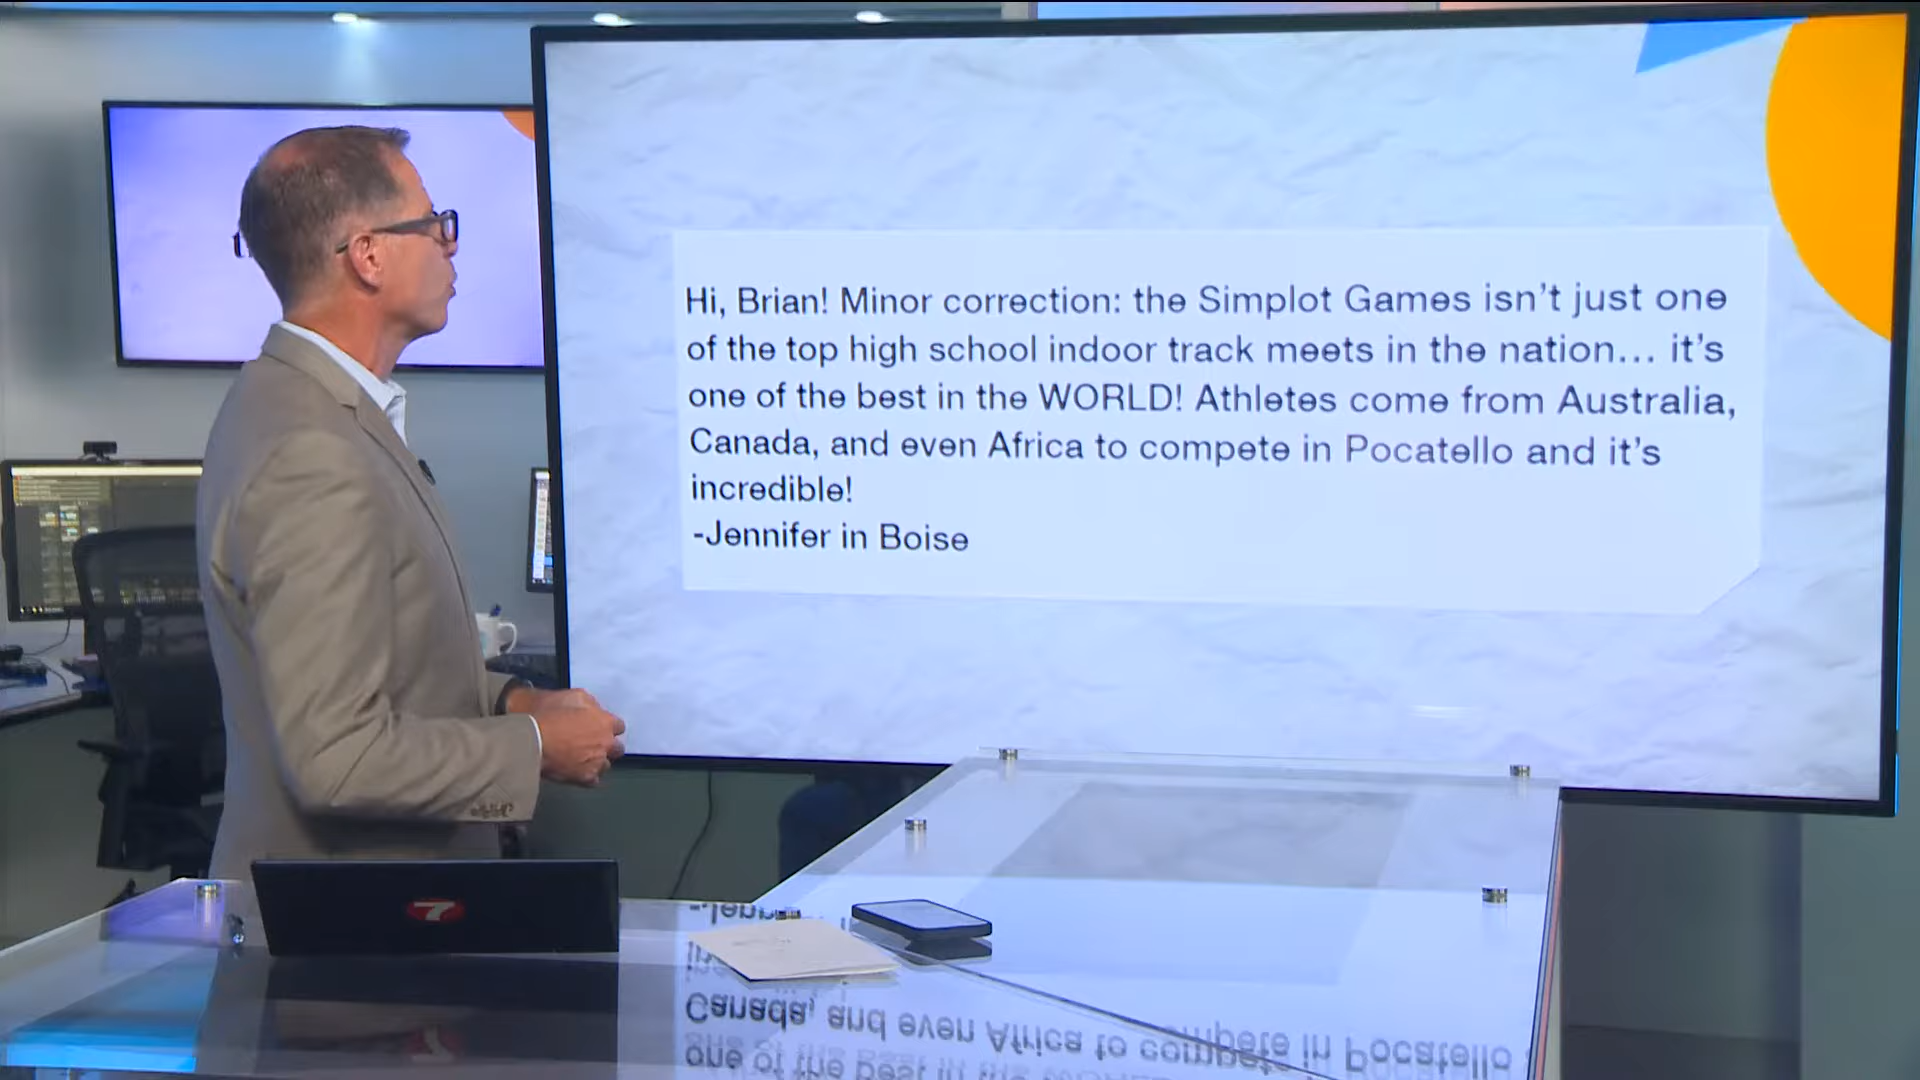 Hi, Brian! Minor correction: the Simplot Games isn't just one
of the top high school indoor track meets in the nation... it's
one of the best in the WORLD! Athletes come from Australia,
Canada, and even Africa to compete in Pocatello and it's
incredible!
-Jennifer in Boise
7